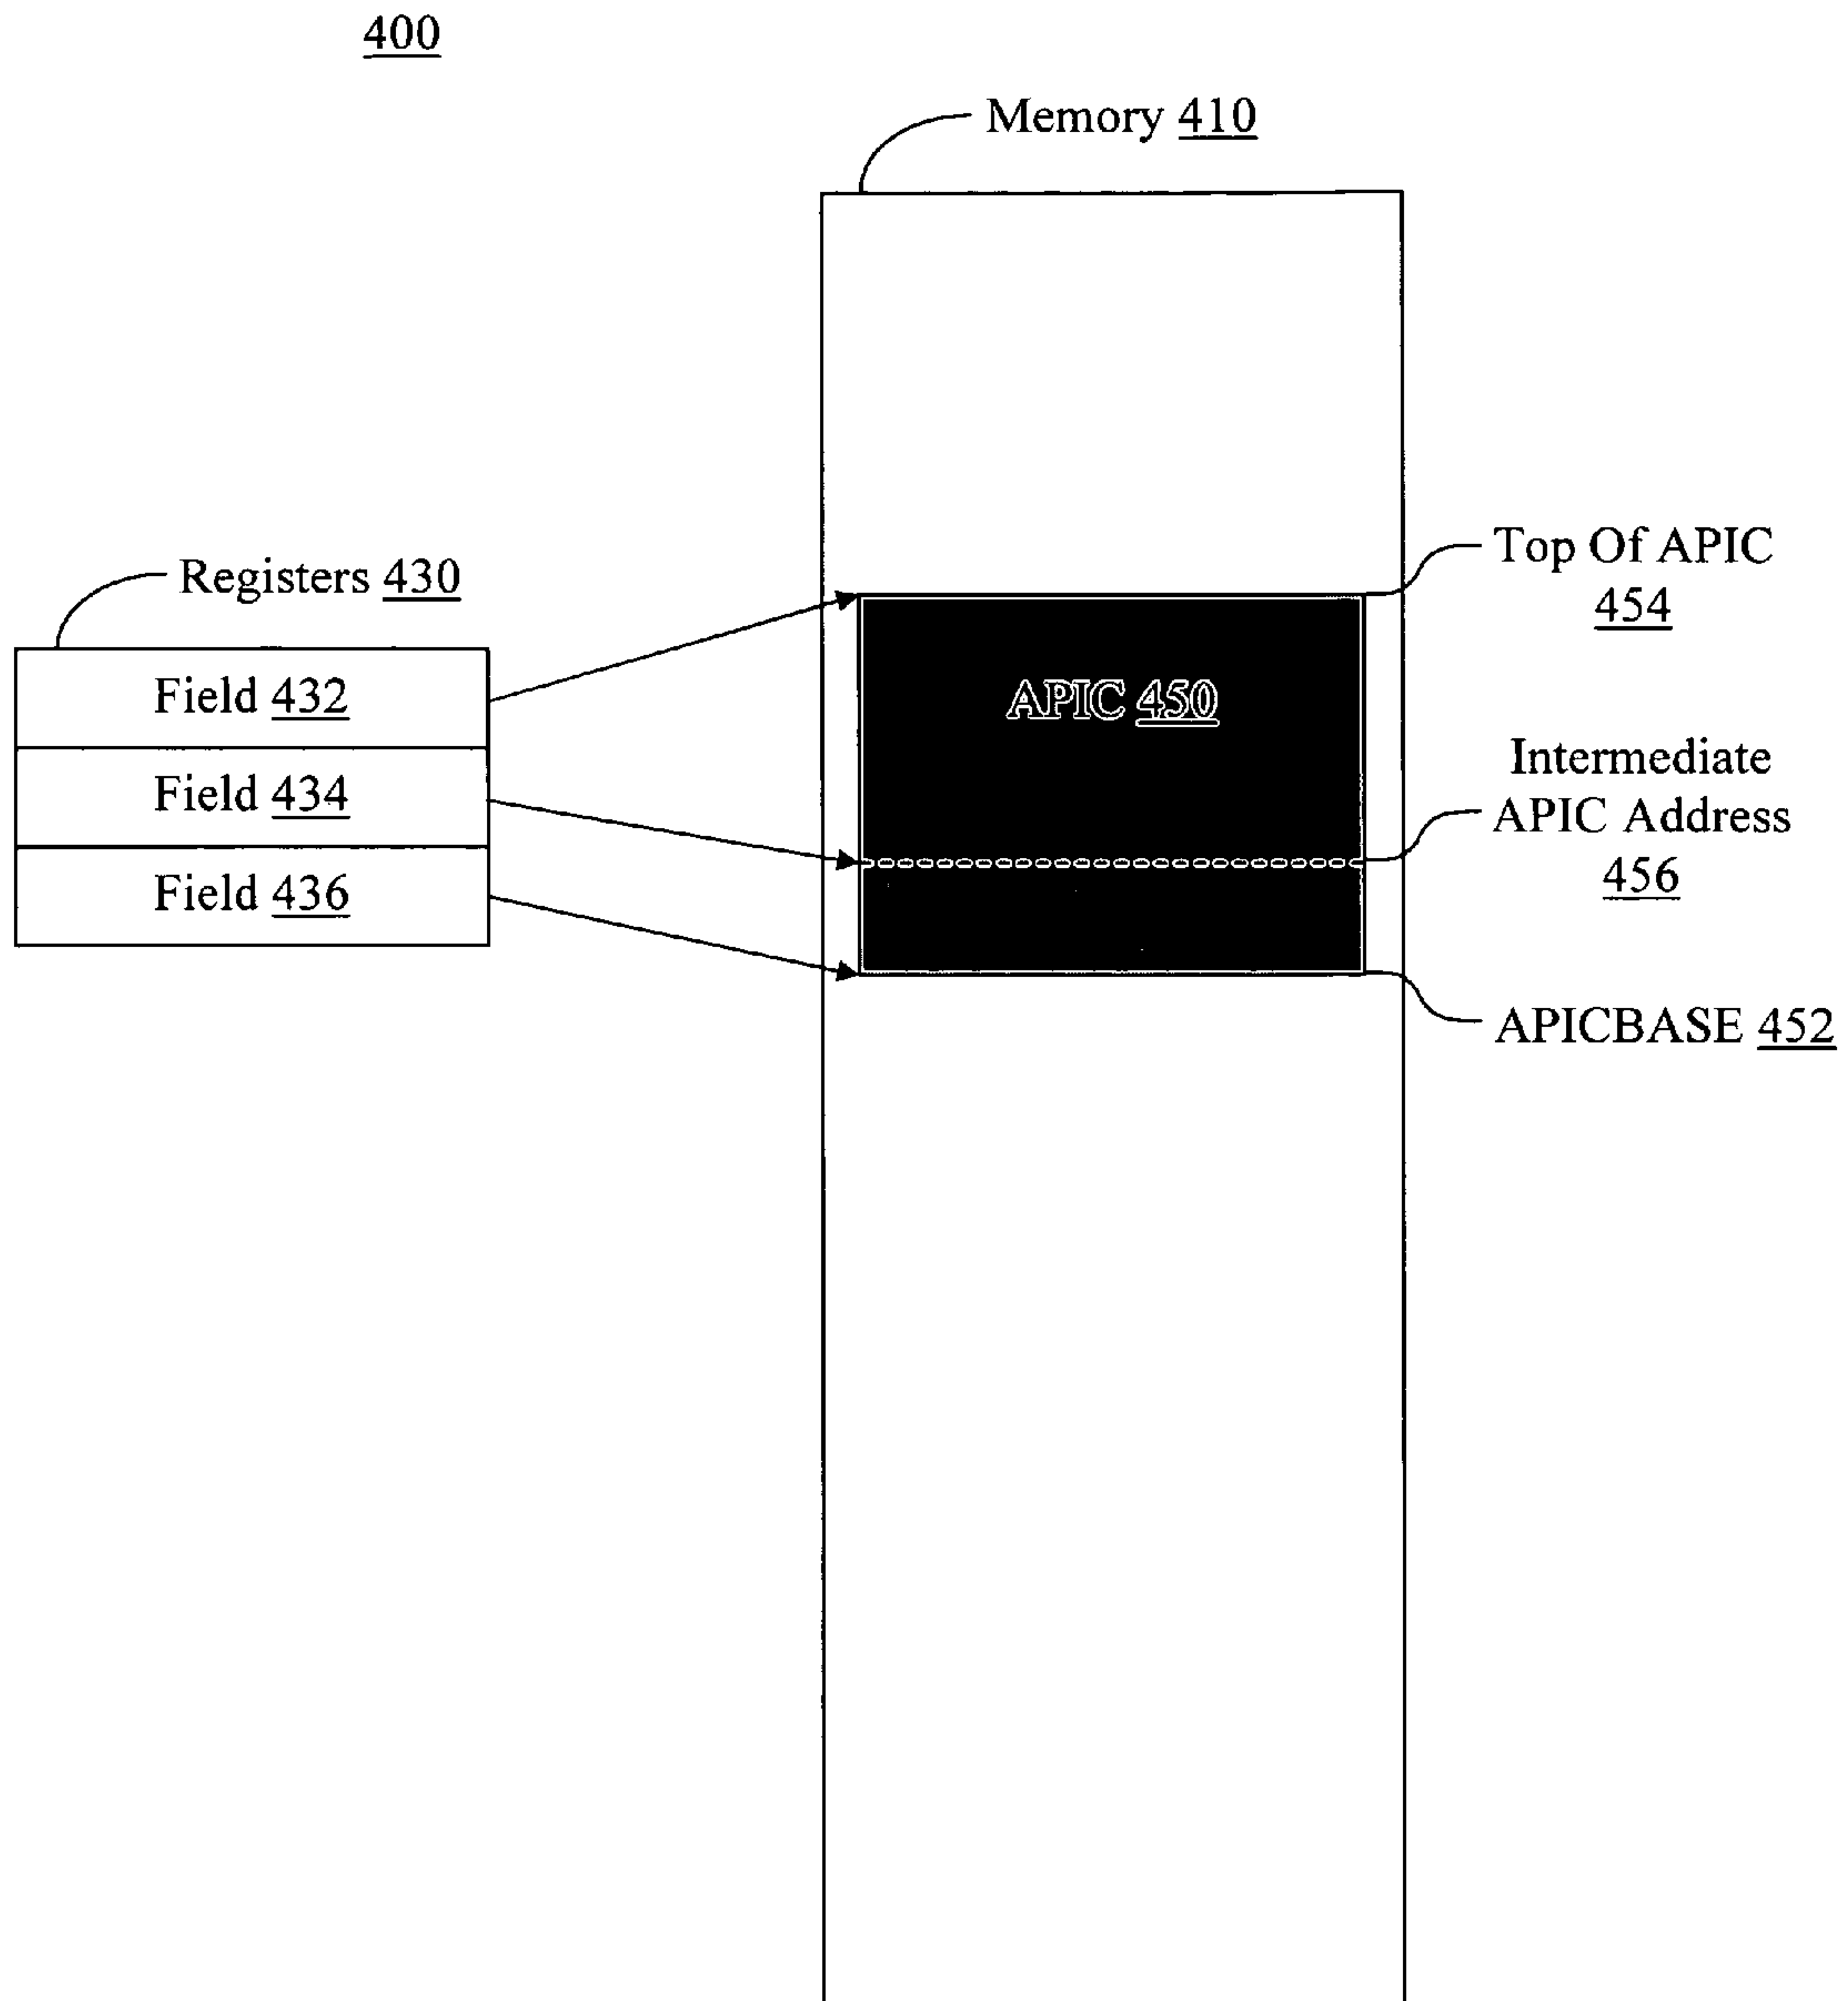 400
Memory 410
Top Of APIC
454
Registers 430
Field 432
Field 434
Field 436
APIC 450
Intermediate
APIC Address
456
APICBASE 452